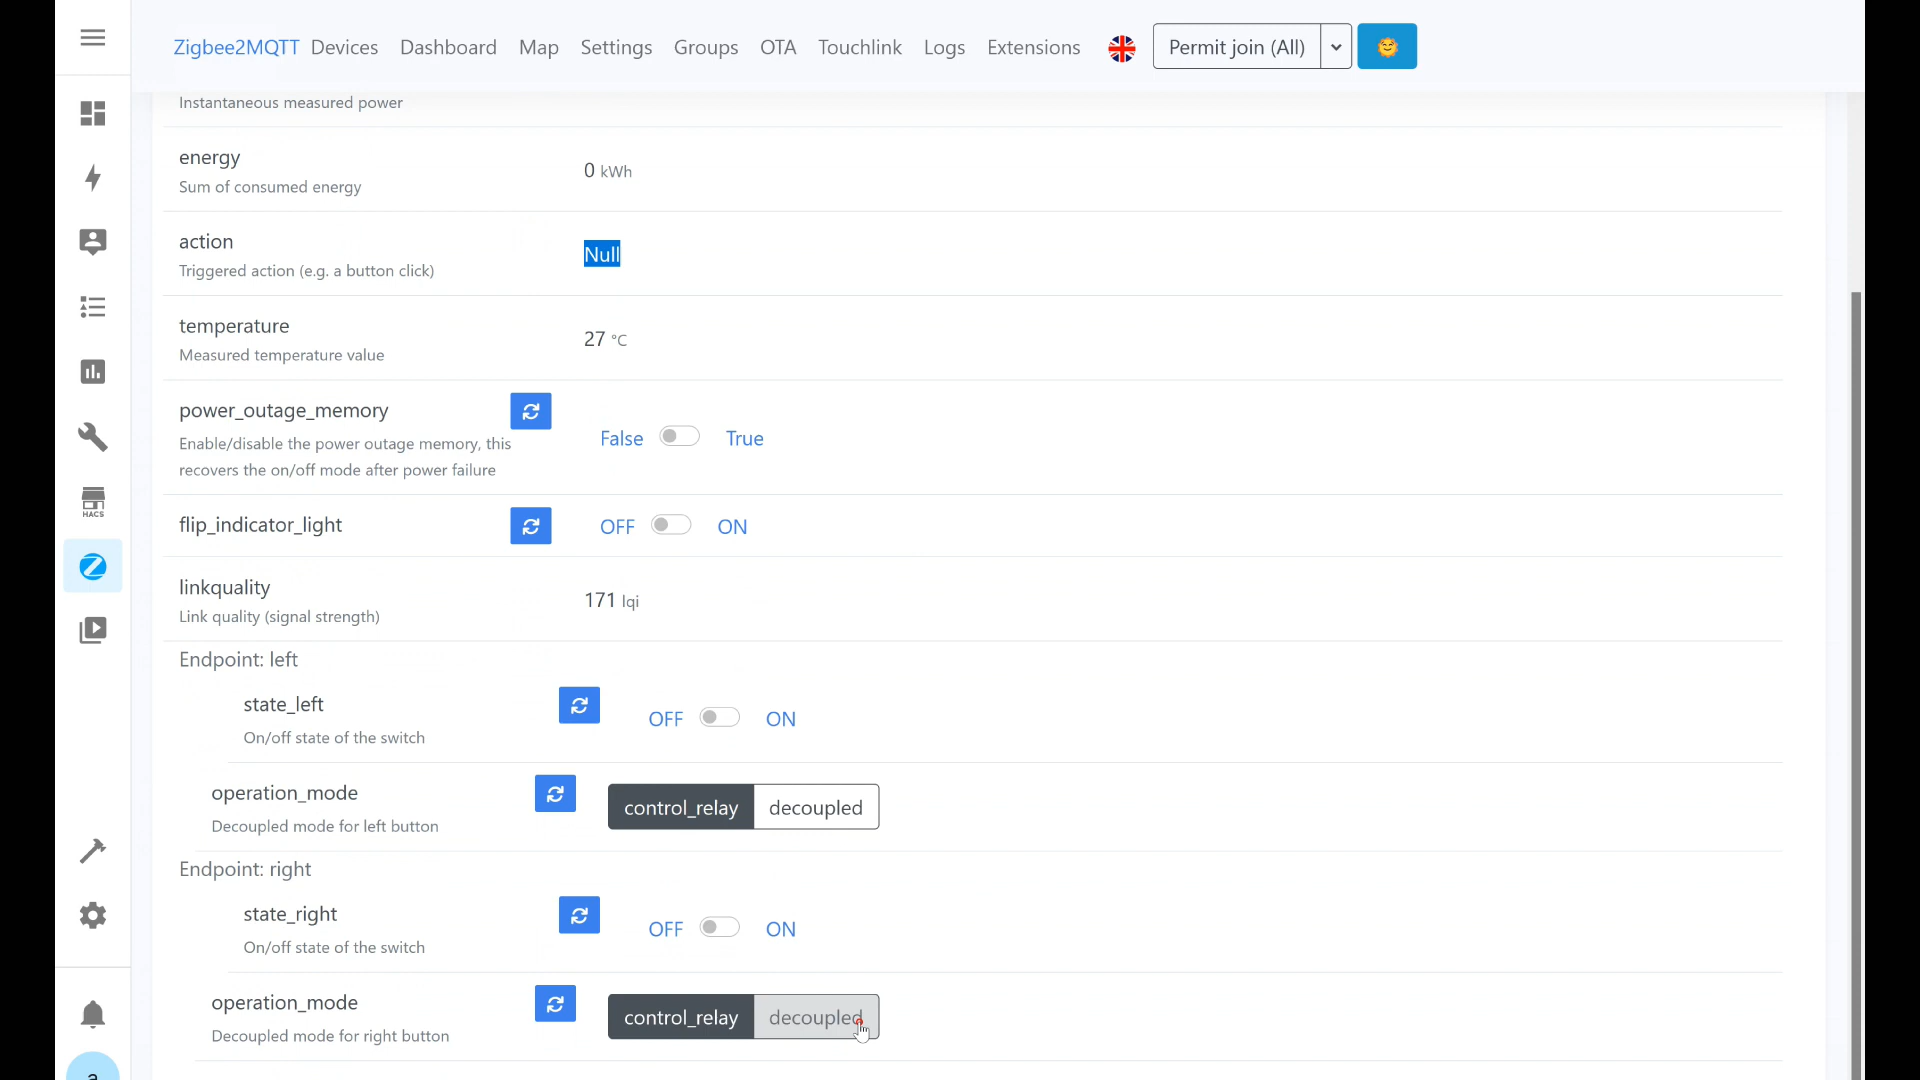 Zigbee2MQTT Devices Dashboard Map Settings Groups OTA Touchlink Logs Extensions Permit join (All)
Instantaneous measured power
energy
Sum of consumed energy
0 kWh
action
Triggered action (e.g. a button click)
Null
temperature
Measured temperature value
27 °C
power_outage_memory
Enable/disable the power outage memory, this
recovers the on/off mode after power failure
False True
flip_indicator_light
OFF ON
linkquality
Link quality (signal strength)
171 lqi
Endpoint: left
state_left
On/off state of the switch
OFF ON
operation_mode
Decoupled mode for left button
control_relay decoupled
Endpoint: right
state_right
On/off state of the switch
OFF ON
operation_mode
Decoupled mode for right button
control_relay decoupled
HACS
a